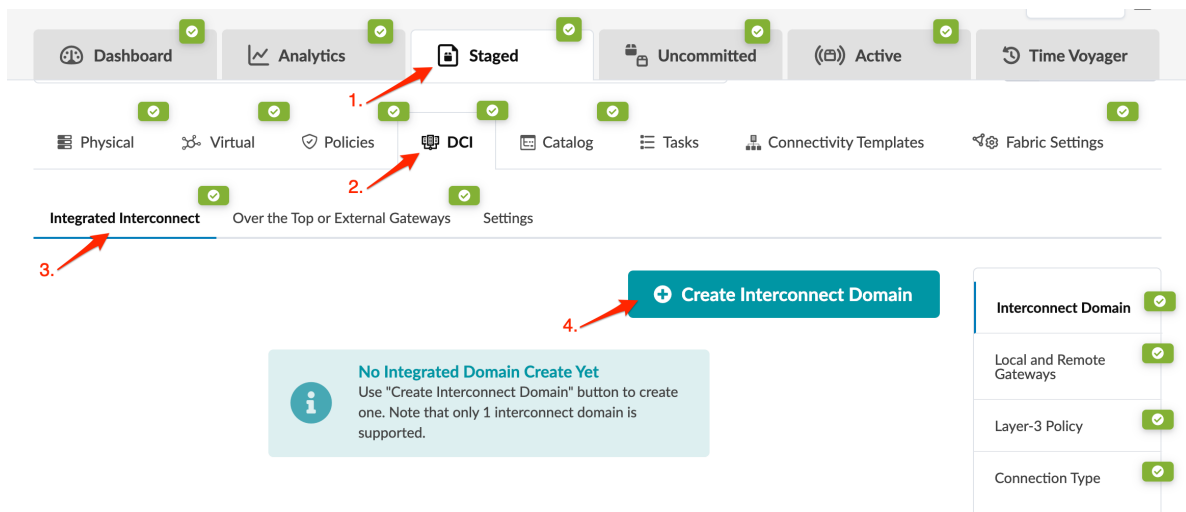 Dashboard Analytics Staged Uncommitted Active Time Voyager
1.
Physical Virtual Policies DCI Catalog Tasks Connectivity Templates Fabric Settings
2.
Integrated Interconnect Over the Top or External Gateways Settings
3.
Create Interconnect Domain
4.
No Integrated Domain Create Yet
Use "Create Interconnect Domain" button to create
one. Note that only 1 interconnect domain is
supported.
Interconnect Domain
Local and Remote
Gateways
Layer-3 Policy
Connection Type